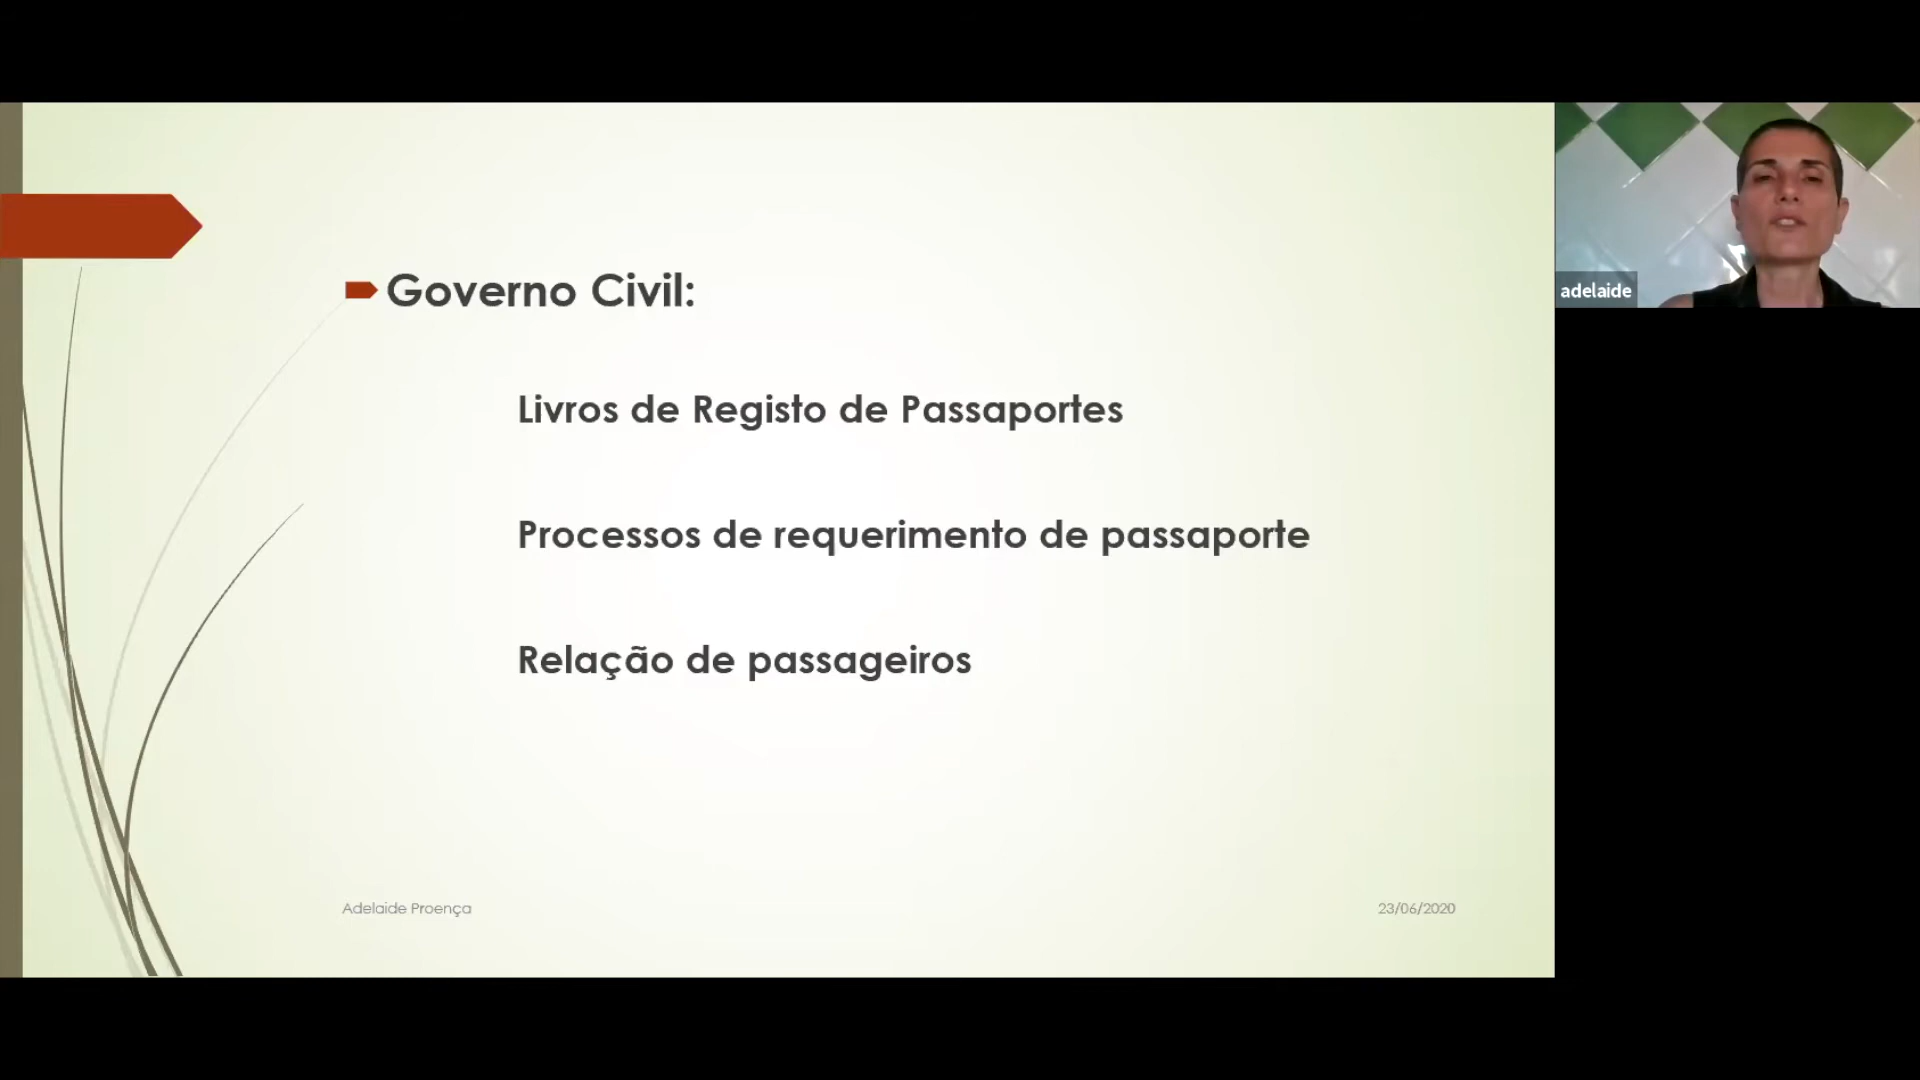 Governo Civil:
Livros de Registo de Passaportes
Processos de requerimento de passaporte
Relação de passageiros
Adelaide Proença
23/06/2020
adelaide